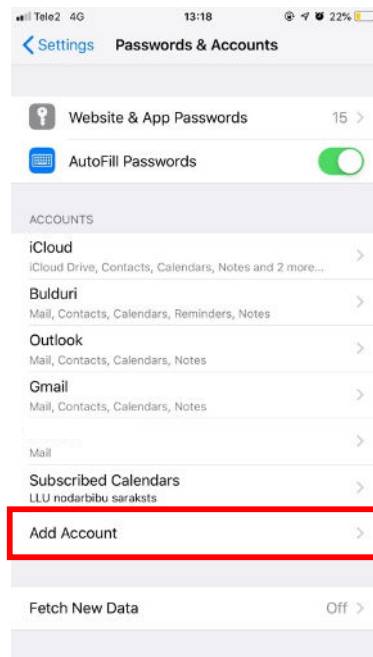 Tele2 4G 13:18 22%
Settings Passwords & Accounts
Website & App Passwords 15
AutoFill Passwords
ACCOUNTS
iCloud
iCloud Drive, Contacts, Calendars, Notes and 2 more...
Bulduri
Mail, Contacts, Calendars, Reminders, Notes
Outlook
Mail, Contacts, Calendars, Notes
Gmail
Mail, Contacts, Calendars, Notes
Mail
Subscribed Calendars
LLU nodarbibu saraksts
Add Account
Fetch New Data Off